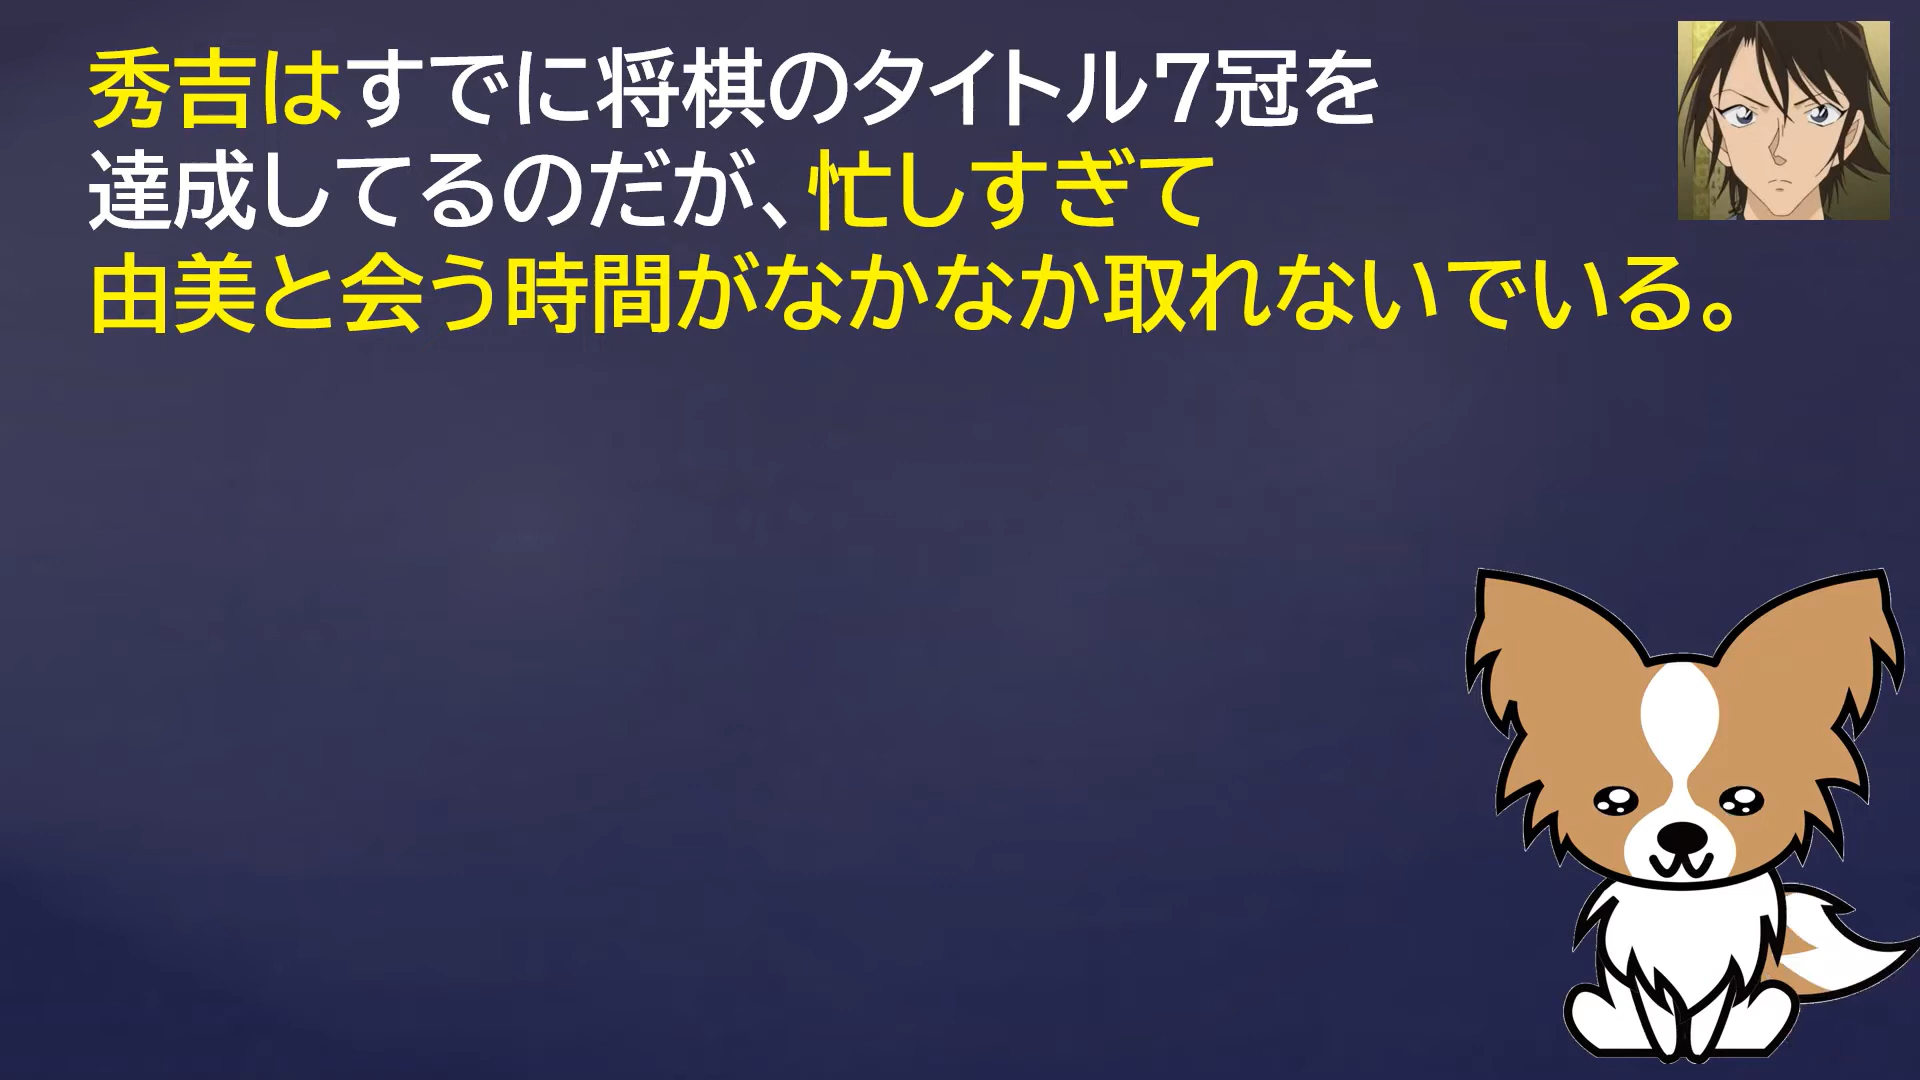 秀吉はすでに将棋のタイトル7冠を
達成してるのだが、忙しすぎて
由美と会う時間がなかなか取れないでいる。